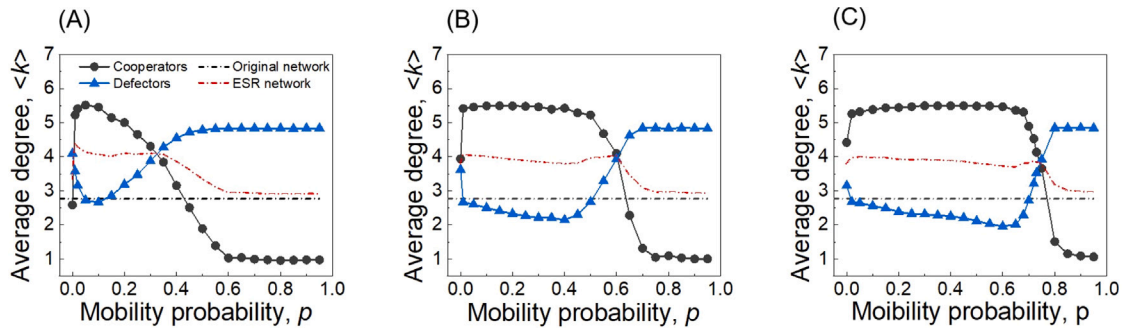 (A)
Average degree, <k>
7
6
5
4
3
2
1
Cooperators
Defectors
Original network
ESR network
0.0 0.2 0.4 0.6 0.8 1.0
Mobility probability, p
(B)
Average degree, <k>
7
6
5
4
3
2
1
0.0 0.2 0.4 0.6 0.8 1.0
Mobility probability, p
(C)
Average degree, <k>
7
6
5
4
3
2
1
0.0 0.2 0.4 0.6 0.8 1.0
Moibility probability, p